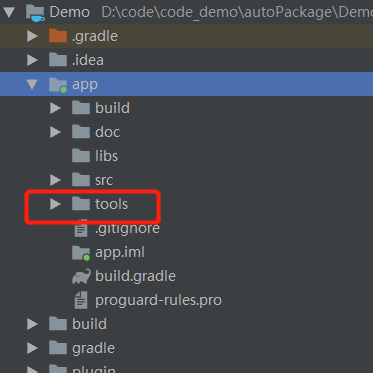 Demo D:\code\code_demo\autoPackage\Demo
.gradle
.idea
app
build
doc
libs
src
tools
.gitignore
app.iml
build.gradle
proguard-rules.pro
build
gradle
plugin